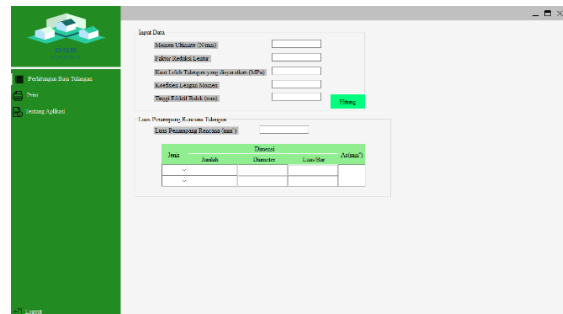 Input Data
Momen Ultimate (N/mm)
Faktor Reduksi Lentur
Kuat Leleh Tulangan yang disyaratkan (MPa)
Koefisien Lengan Momen
Tinggi Efektif Balok (mm)
Hitung
Perhitungan Baja Tulangan
Print
Tentang Aplikasi
Luas Penampang Rencana Tulangan
Luas Penampang Rencana (mm²)
Jenis
Dimensi
As(mm²)
Jumlah
Diameter
Luas/Bar
Logout